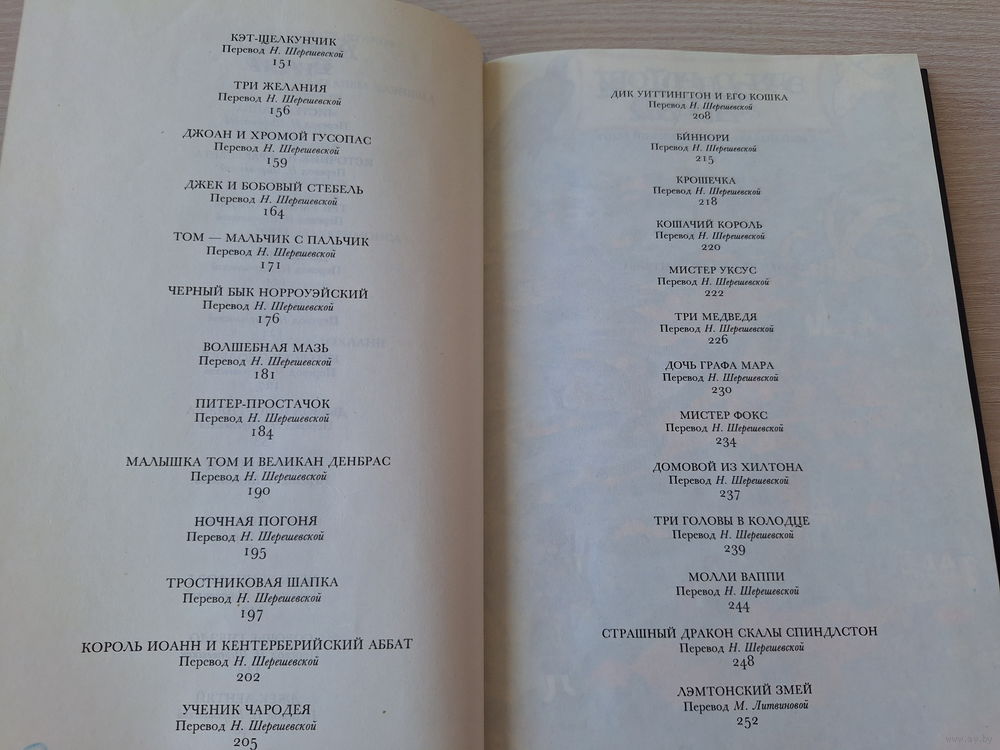 КЭТ-ЩЕЛКУНЧИК
Перевод Н. Шерешевской
151
ТРИ ЖЕЛАНИЯ
Перевод Н. Шерешевской
156
ДЖОАН И ХРОМОЙ ГУСОПАС
Перевод Н. Шерешевской
159
ДЖЕК И БОБОВЫЙ СТЕБЕЛЬ
Перевод Н. Шерешевской
164
ТОМ — МАЛЬЧИК С ПАЛЬЧИК
Перевод Н. Шерешевской
171
ЧЕРНЫЙ БЫК НОРРОУЭЙСКИЙ
Перевод Н. Шерешевской
176
ВОЛШЕБНАЯ МАЗЬ
Перевод Н. Шерешевской
181
ПИТЕР-ПРОСТАЧОК
Перевод Н. Шерешевской
184
МАЛЫШКА ТОМ И ВЕЛИКАН ДЕНБРАС
Перевод Н. Шерешевской
190
НОЧНАЯ ПОГОНЯ
Перевод Н. Шерешевской
195
ТРОСТНИКОВАЯ ШАПКА
Перевод Н. Шерешевской
197
КОРОЛЬ ИОАНН И КЕНТЕРБЕРИЙСКИЙ АББАТ
Перевод Н. Шерешевской
202
УЧЕНИК ЧАРОДЕЯ
Перевод Н. Шерешевской
205
ДИК УИТТИНГТОН И ЕГО КОШКА
Перевод Н. Шерешевской
208
БИННОРИ
Перевод Н. Шерешевской
215
КРОШЕЧКА
Перевод Н. Шерешевской
218
КОШАЧИЙ КОРОЛЬ
Перевод Н. Шерешевской
220
МИСТЕР УКСУС
Перевод Н. Шерешевской
222
ТРИ МЕДВЕДЯ
Перевод Н. Шерешевской
226
ДОЧЬ ГРАФА МАРА
Перевод Н. Шерешевской
230
МИСТЕР ФОКС
Перевод Н. Шерешевской
234
ДОМОВОЙ ИЗ ХИЛТОНА
Перевод Н. Шерешевской
237
ТРИ ГОЛОВЫ В КОЛОДЦЕ
Перевод Н. Шерешевской
239
МОЛЛИ ВАППИ
Перевод Н. Шерешевской
244
СТРАШНЫЙ ДРАКОН СКАЛЫ СПИНДЛСТОН
Перевод Н. Шерешевской
248
ЛЭМТОНСКИЙ ЗМЕЙ
Перевод М. Литвиновой
252
www.ay.by